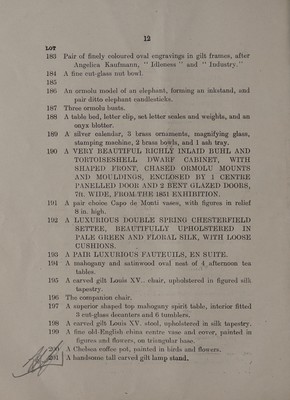 12
LOT
183 Pair of finely coloured oval engravings in gilt frames, after
Angelica Kaufmann, "Idleness" and "Industry."
184 A fine cut-glass nut bowl.
185
186 An ormolu model of an elephant, forming an inkstand, and
pair ditto elephant candlesticks.
187 Three ormolu busts.
188 A table bed, letter clip, set letter scales and weights, and an
onyx blotter.
189 A silver calendar, 3 brass ornaments, magnifying glass,
stamping machine, 2 brass bowls, and 1 ash tray.
190 A VERY BEAUTIFUL RICHLY INLAID BUHL AND
TORTOISESHELL DWARF CABINET, WITH
SHAPED FRONT, CHASED ORMOLU MOUNTS
AND MOULDINGS, ENCLOSED BY 1 CENTRE
PANELLED DOOR AND 2 BENT GLAZED DOORS,
7ft. WIDE, FROM THE 1851 EXHIBITION.
191 A pair choice Capo de Monti vases, with figures in relief
8 in. high.
192 A LUXURIOUS DOUBLE SPRING CHESTERFIELD
SETTEE, BEAUTIFULLY UPHOLSTERED IN
PALE GREEN AND FLORAL SILK, WITH LOOSE
CUSHIONS.
193 A PAIR LUXURIOUS FAUTEUILS, EN SUITE.
194 A mahogany and satinwood oval nest of 4 afternoon tea
tables.
195 A carved gilt Louis XV. chair, upholstered in figured silk
tapestry.
196 The companion chair.
197 A superior shaped top mahogany spirit table, interior fitted
3 cut-glass decanters and 6 tumblers.
198 A carved gilt Louis XV. stool, upholstered in silk tapestry.
199 A fine old English china centre vase and cover, painted in
figures and flowers, on triangular base.
200 A Chelsea coffee pot, painted in birds and flowers.
201 A handsome tall carved gilt lamp stand.